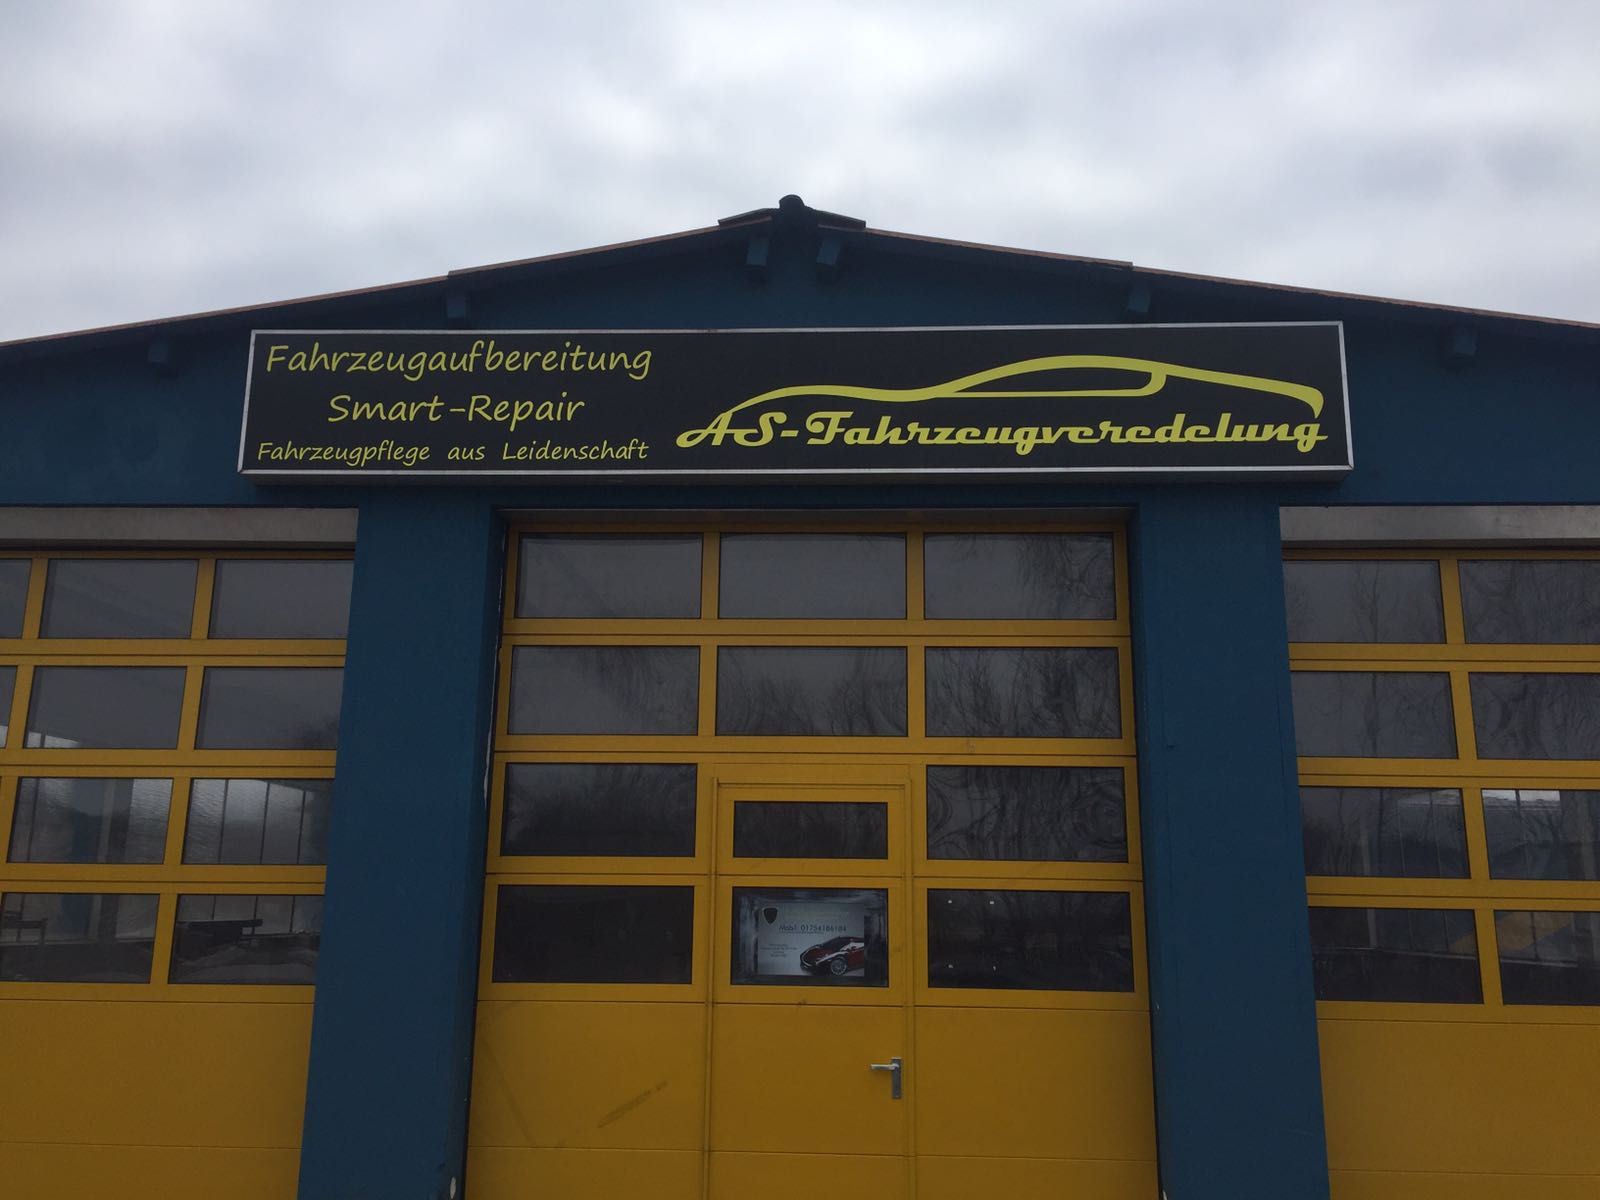 Fahrzeugaufbereitung
Smart-Repair
Fahrzeugpflege aus Leidenschaft
AS-Fahrzeugveredelung